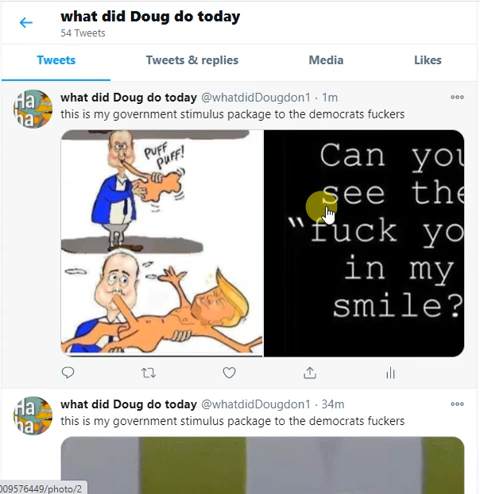 what did Doug do today
54 Tweets
Tweets Tweets & replies Media Likes
what did Doug do today @whatdidDougdon1 · 1m
this is my government stimulus package to the democrats fuckers
PUFF
PUFF!
Can you
see the
“fuck yo
in my
smile?
what did Doug do today @whatdidDougdon1 · 34m
this is my government stimulus package to the democrats fuckers
009576449/photo/2